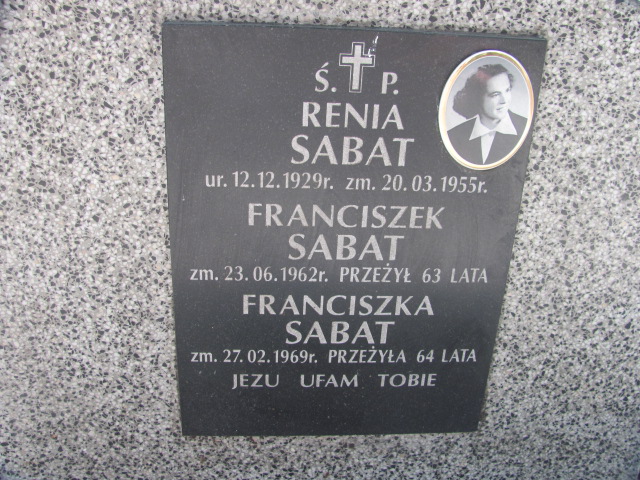 Ś. P.
RENIA
SABAT
ur. 12.12.1929r. zm. 20.03.1955r.
FRANCISZEK
SABAT
zm. 23.06.1962r. PRZEŻYŁ 63 LATA
FRANCISZKA
SABAT
zm. 27.02.1969r. PRZEŻYŁA 64 LATA
JEZU UFAM TOBIE